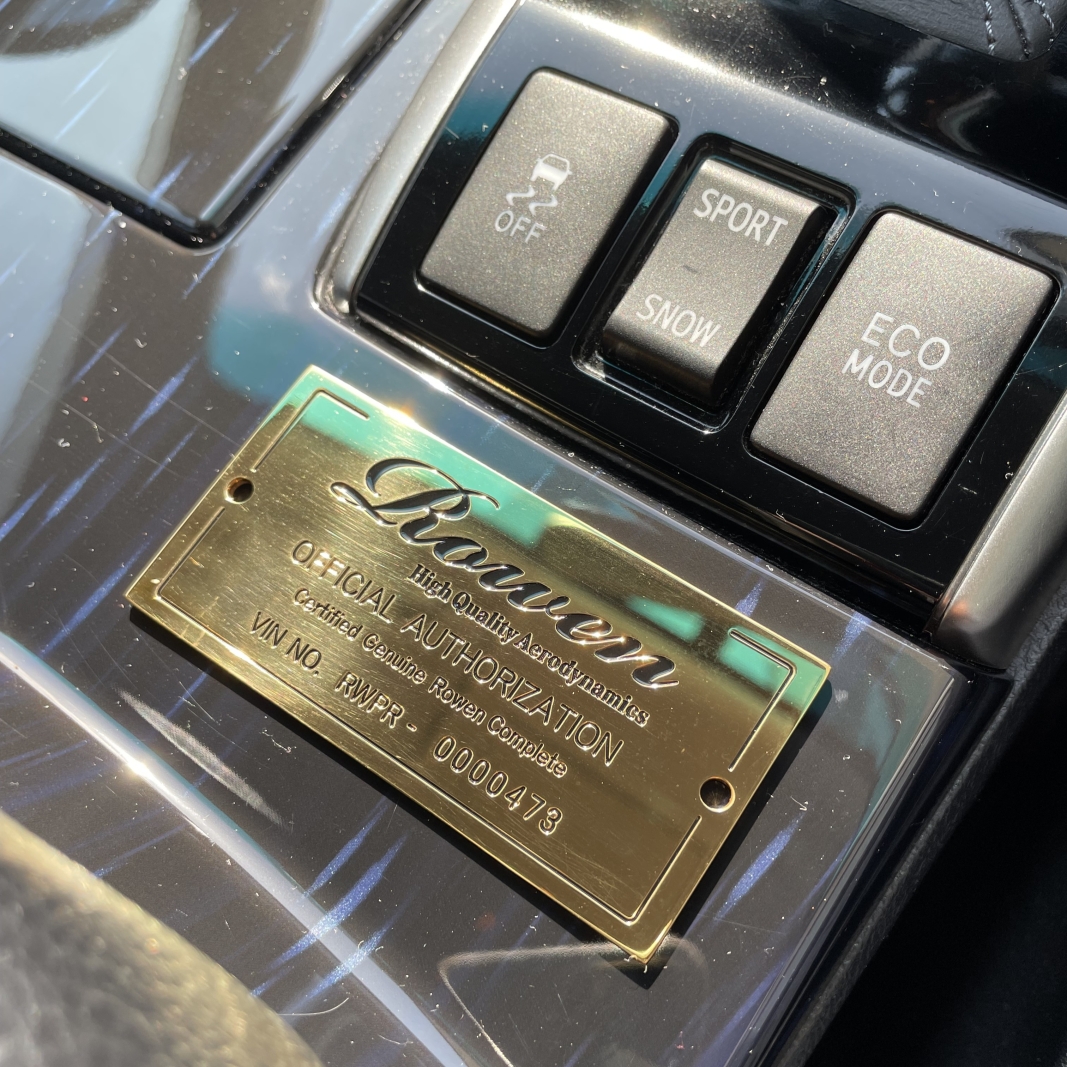 OFF
SPORT
SNOW
ECO
MODE
Rowen
High Quality Aerodynamics
OFFICIAL AUTHORIZATION
Certified Genuine Rowen Complete
VIN NO. RWPR - 0000473